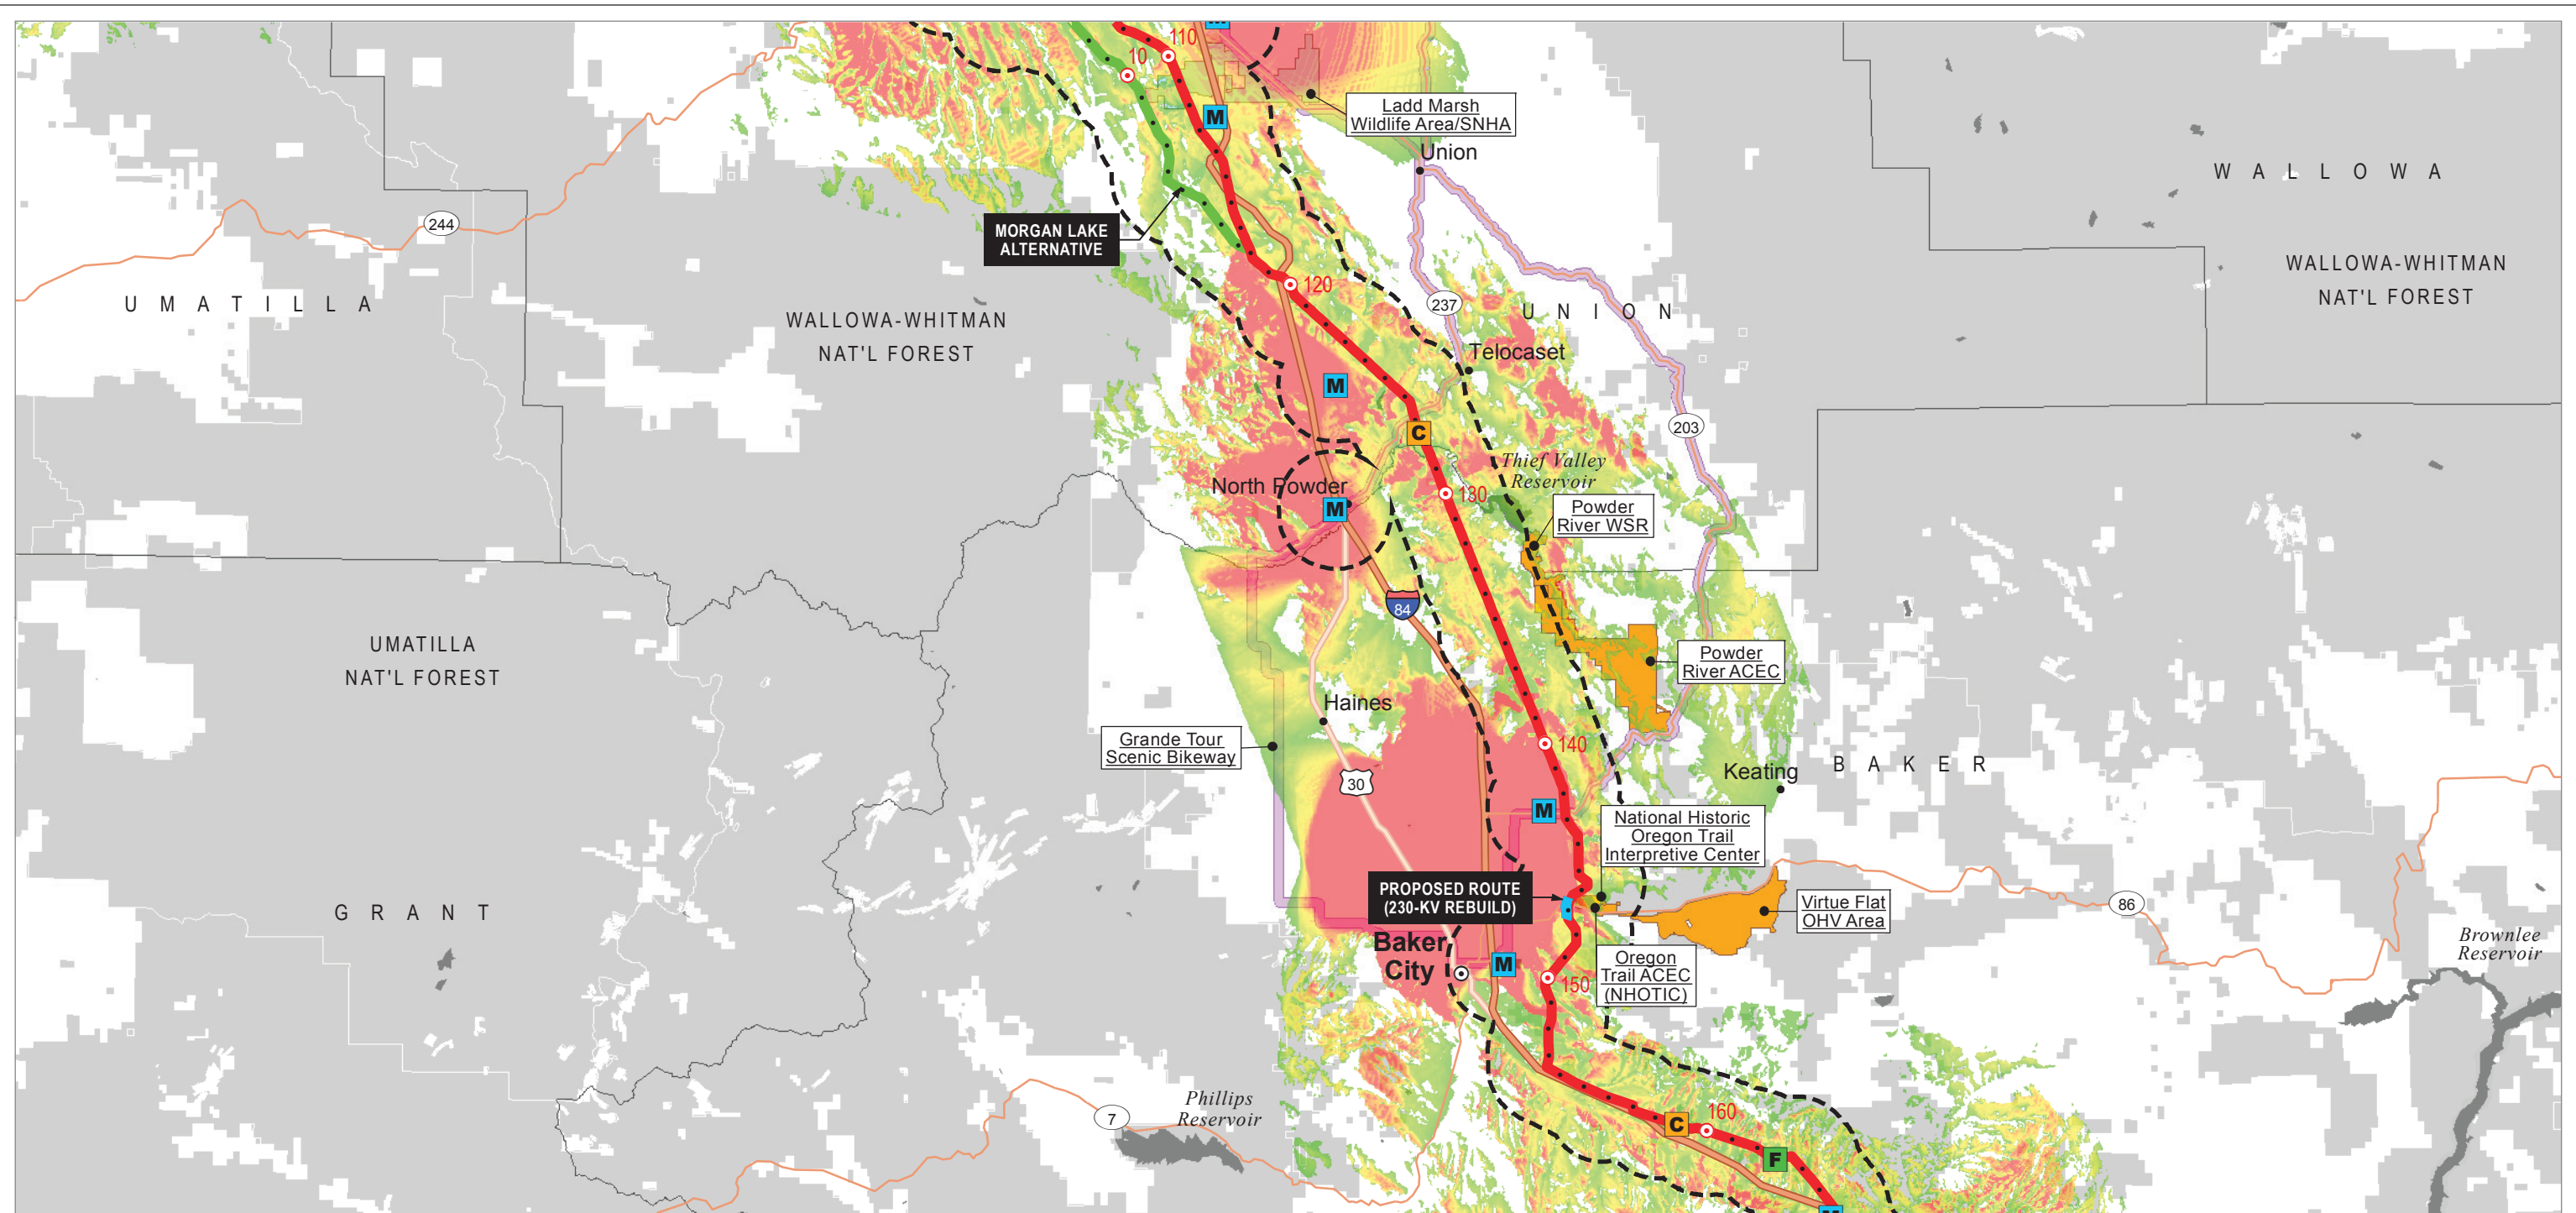 110
10
M
Ladd Marsh
Wildlife Area/SNHA
Union
W A L L O W A
244
MORGAN LAKE
ALTERNATIVE
WALLOWA-WHITMAN
NAT'L FOREST
U M A T I L L A
120
237
U N I O N
WALLOWA-WHITMAN
NAT'L FOREST
Telocaset
M
203
C
Thief Valley
Reservoir
North Powder
M
130
Powder
River WSR
84
UMATILLA
NAT'L FOREST
Powder
River ACEC
Haines
Grande Tour
Scenic Bikeway
140
30
Keating
B A K E R
M
National Historic
Oregon Trail
Interpretive Center
PROPOSED ROUTE
(230-KV REBUILD)
Virtue Flat
OHV Area
86
G R A N T
Baker
City
M
150
Oregon
Trail ACEC
(NHOTIC)
Brownlee
Reservoir
Phillips
Reservoir
7
C
160
F